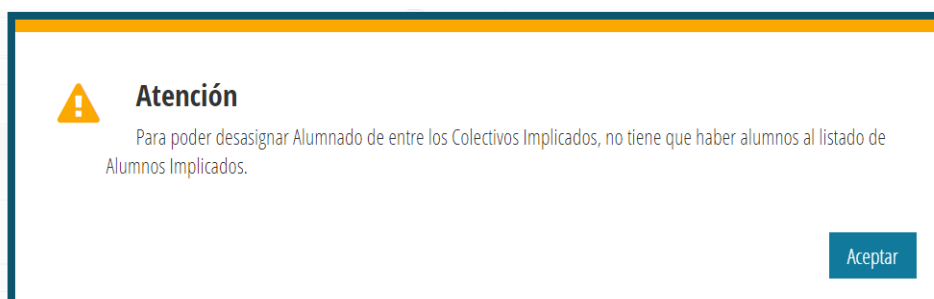 Atención
Para poder desasignar Alumnado de entre los Colectivos Implicados, no tiene que haber alumnos al listado de
Alumnos Implicados.
Aceptar